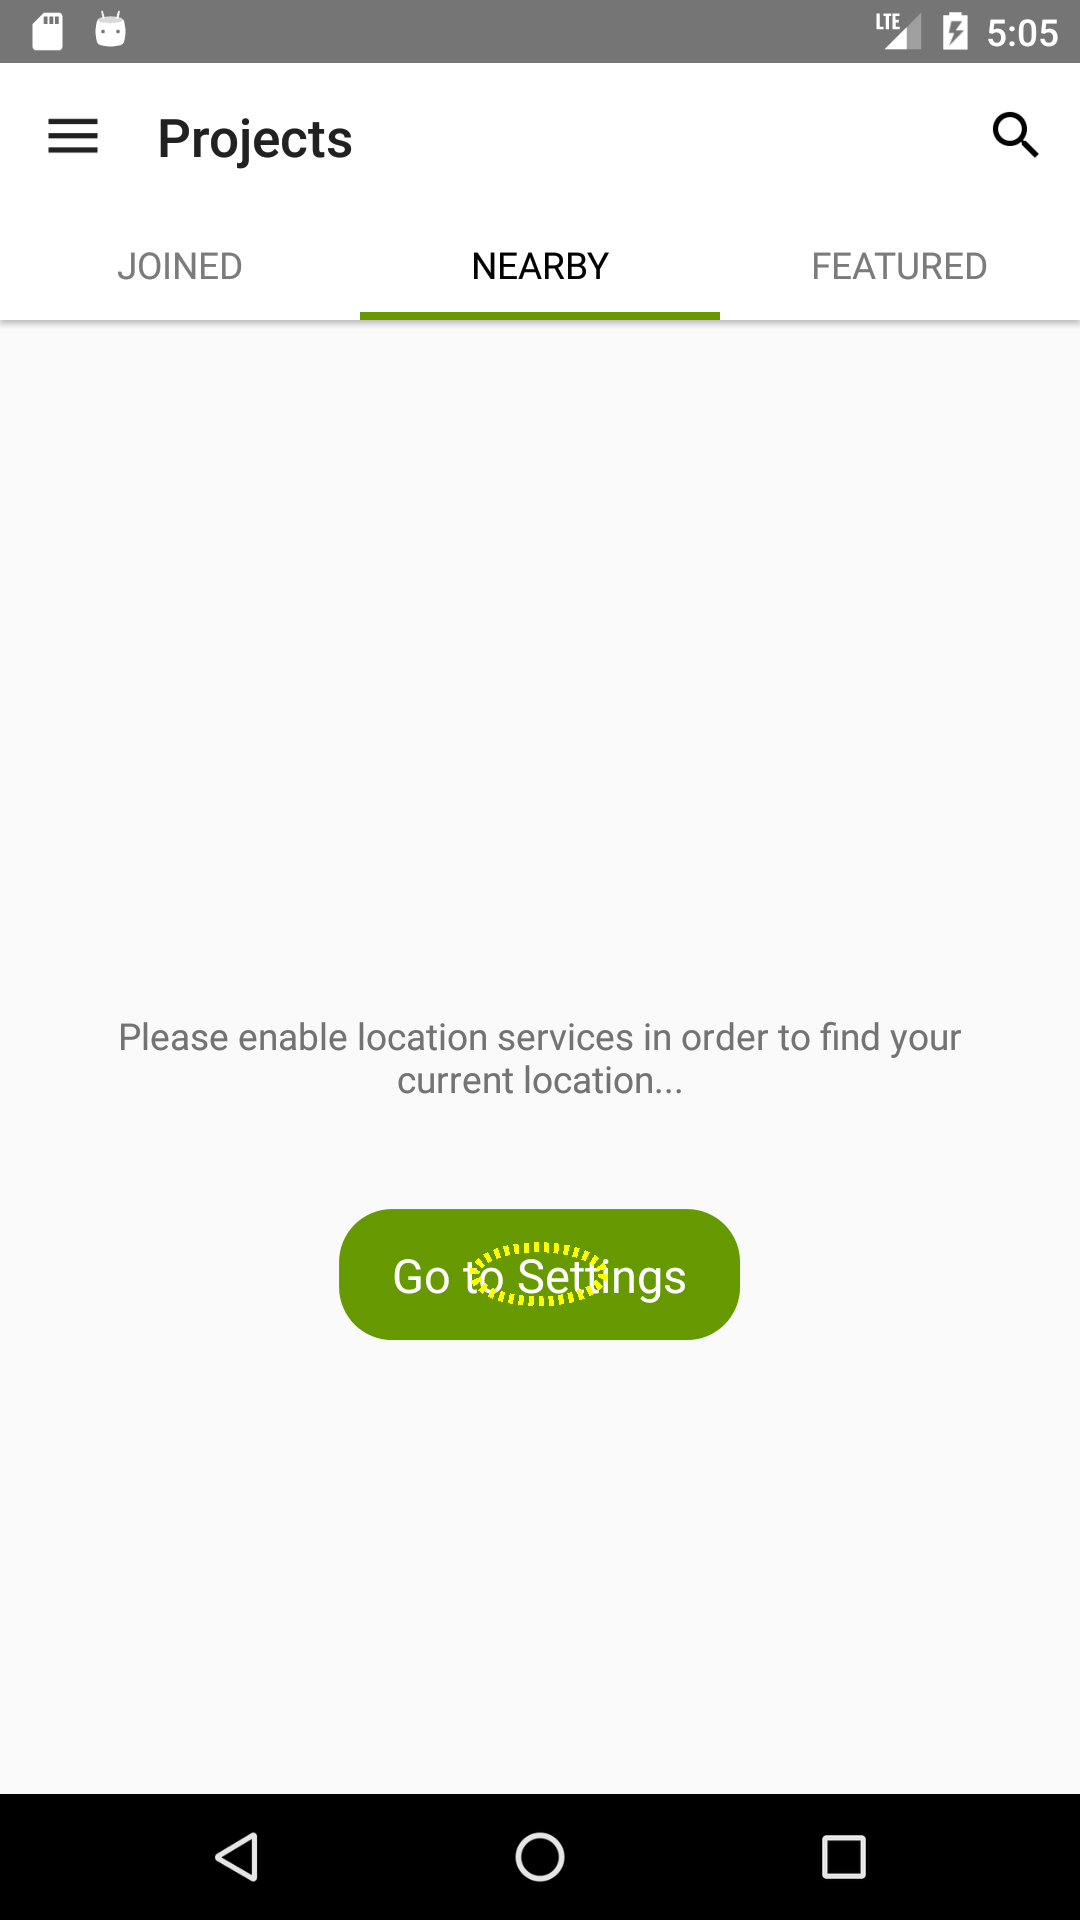 LTE 5:05
Projects
JOINED NEARBY FEATURED
Please enable location services in order to find your
current location...
Go to Settings